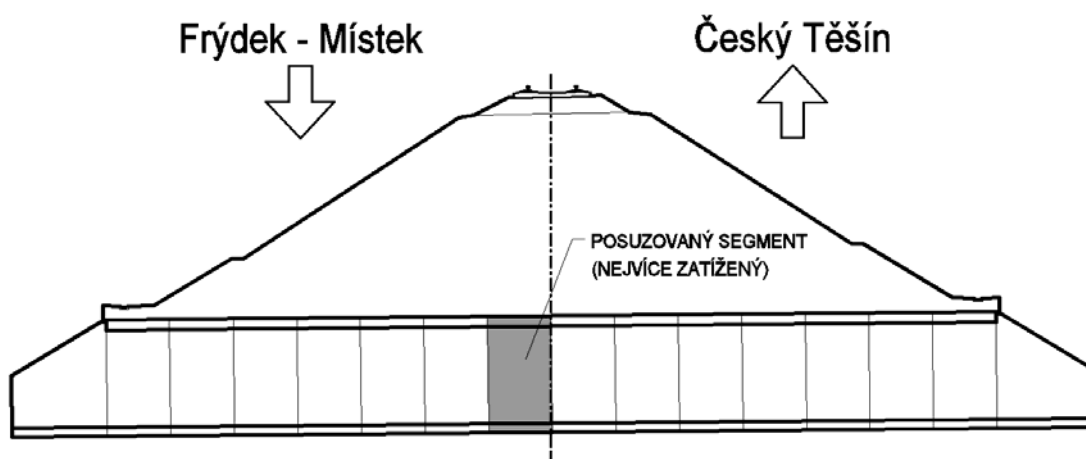 Frýdek - Místek
Český Těšín
POSUZOVANÝ SEGMENT
(NEJVÍCE ZATÍŽENÝ)